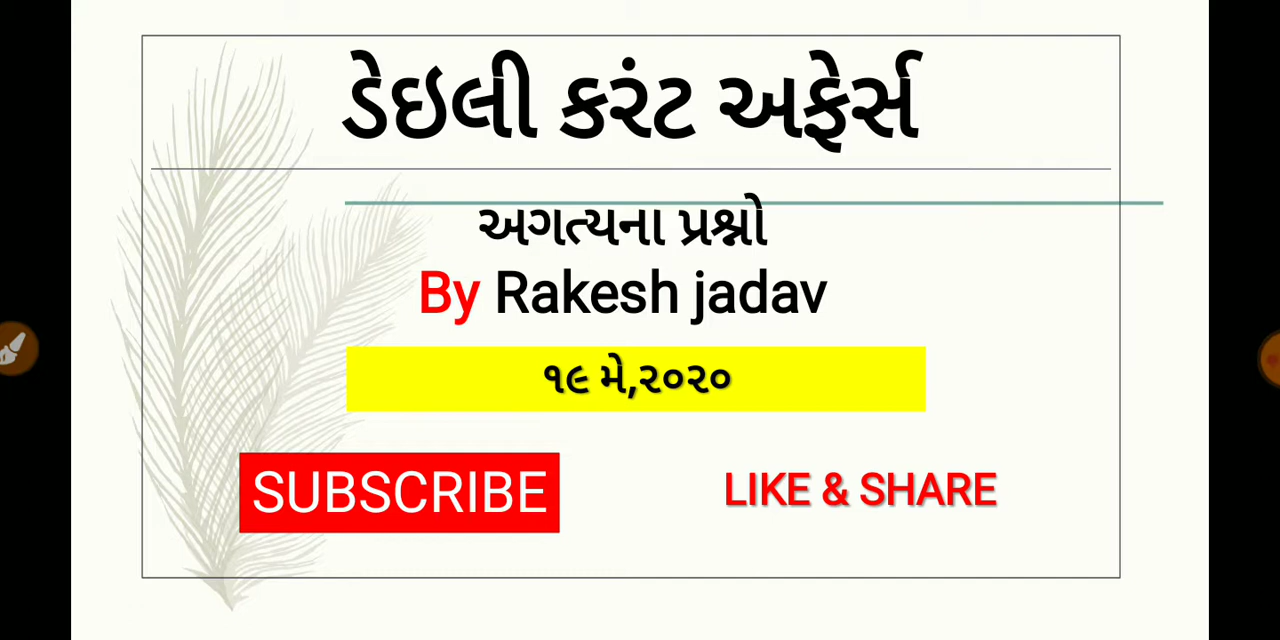 ડેઇલી કરંટ અફેર્સ
અગત્યના પ્રશ્નો
By Rakesh jadav
૧૯ મે,૨૦૨૦
SUBSCRIBE
LIKE & SHARE